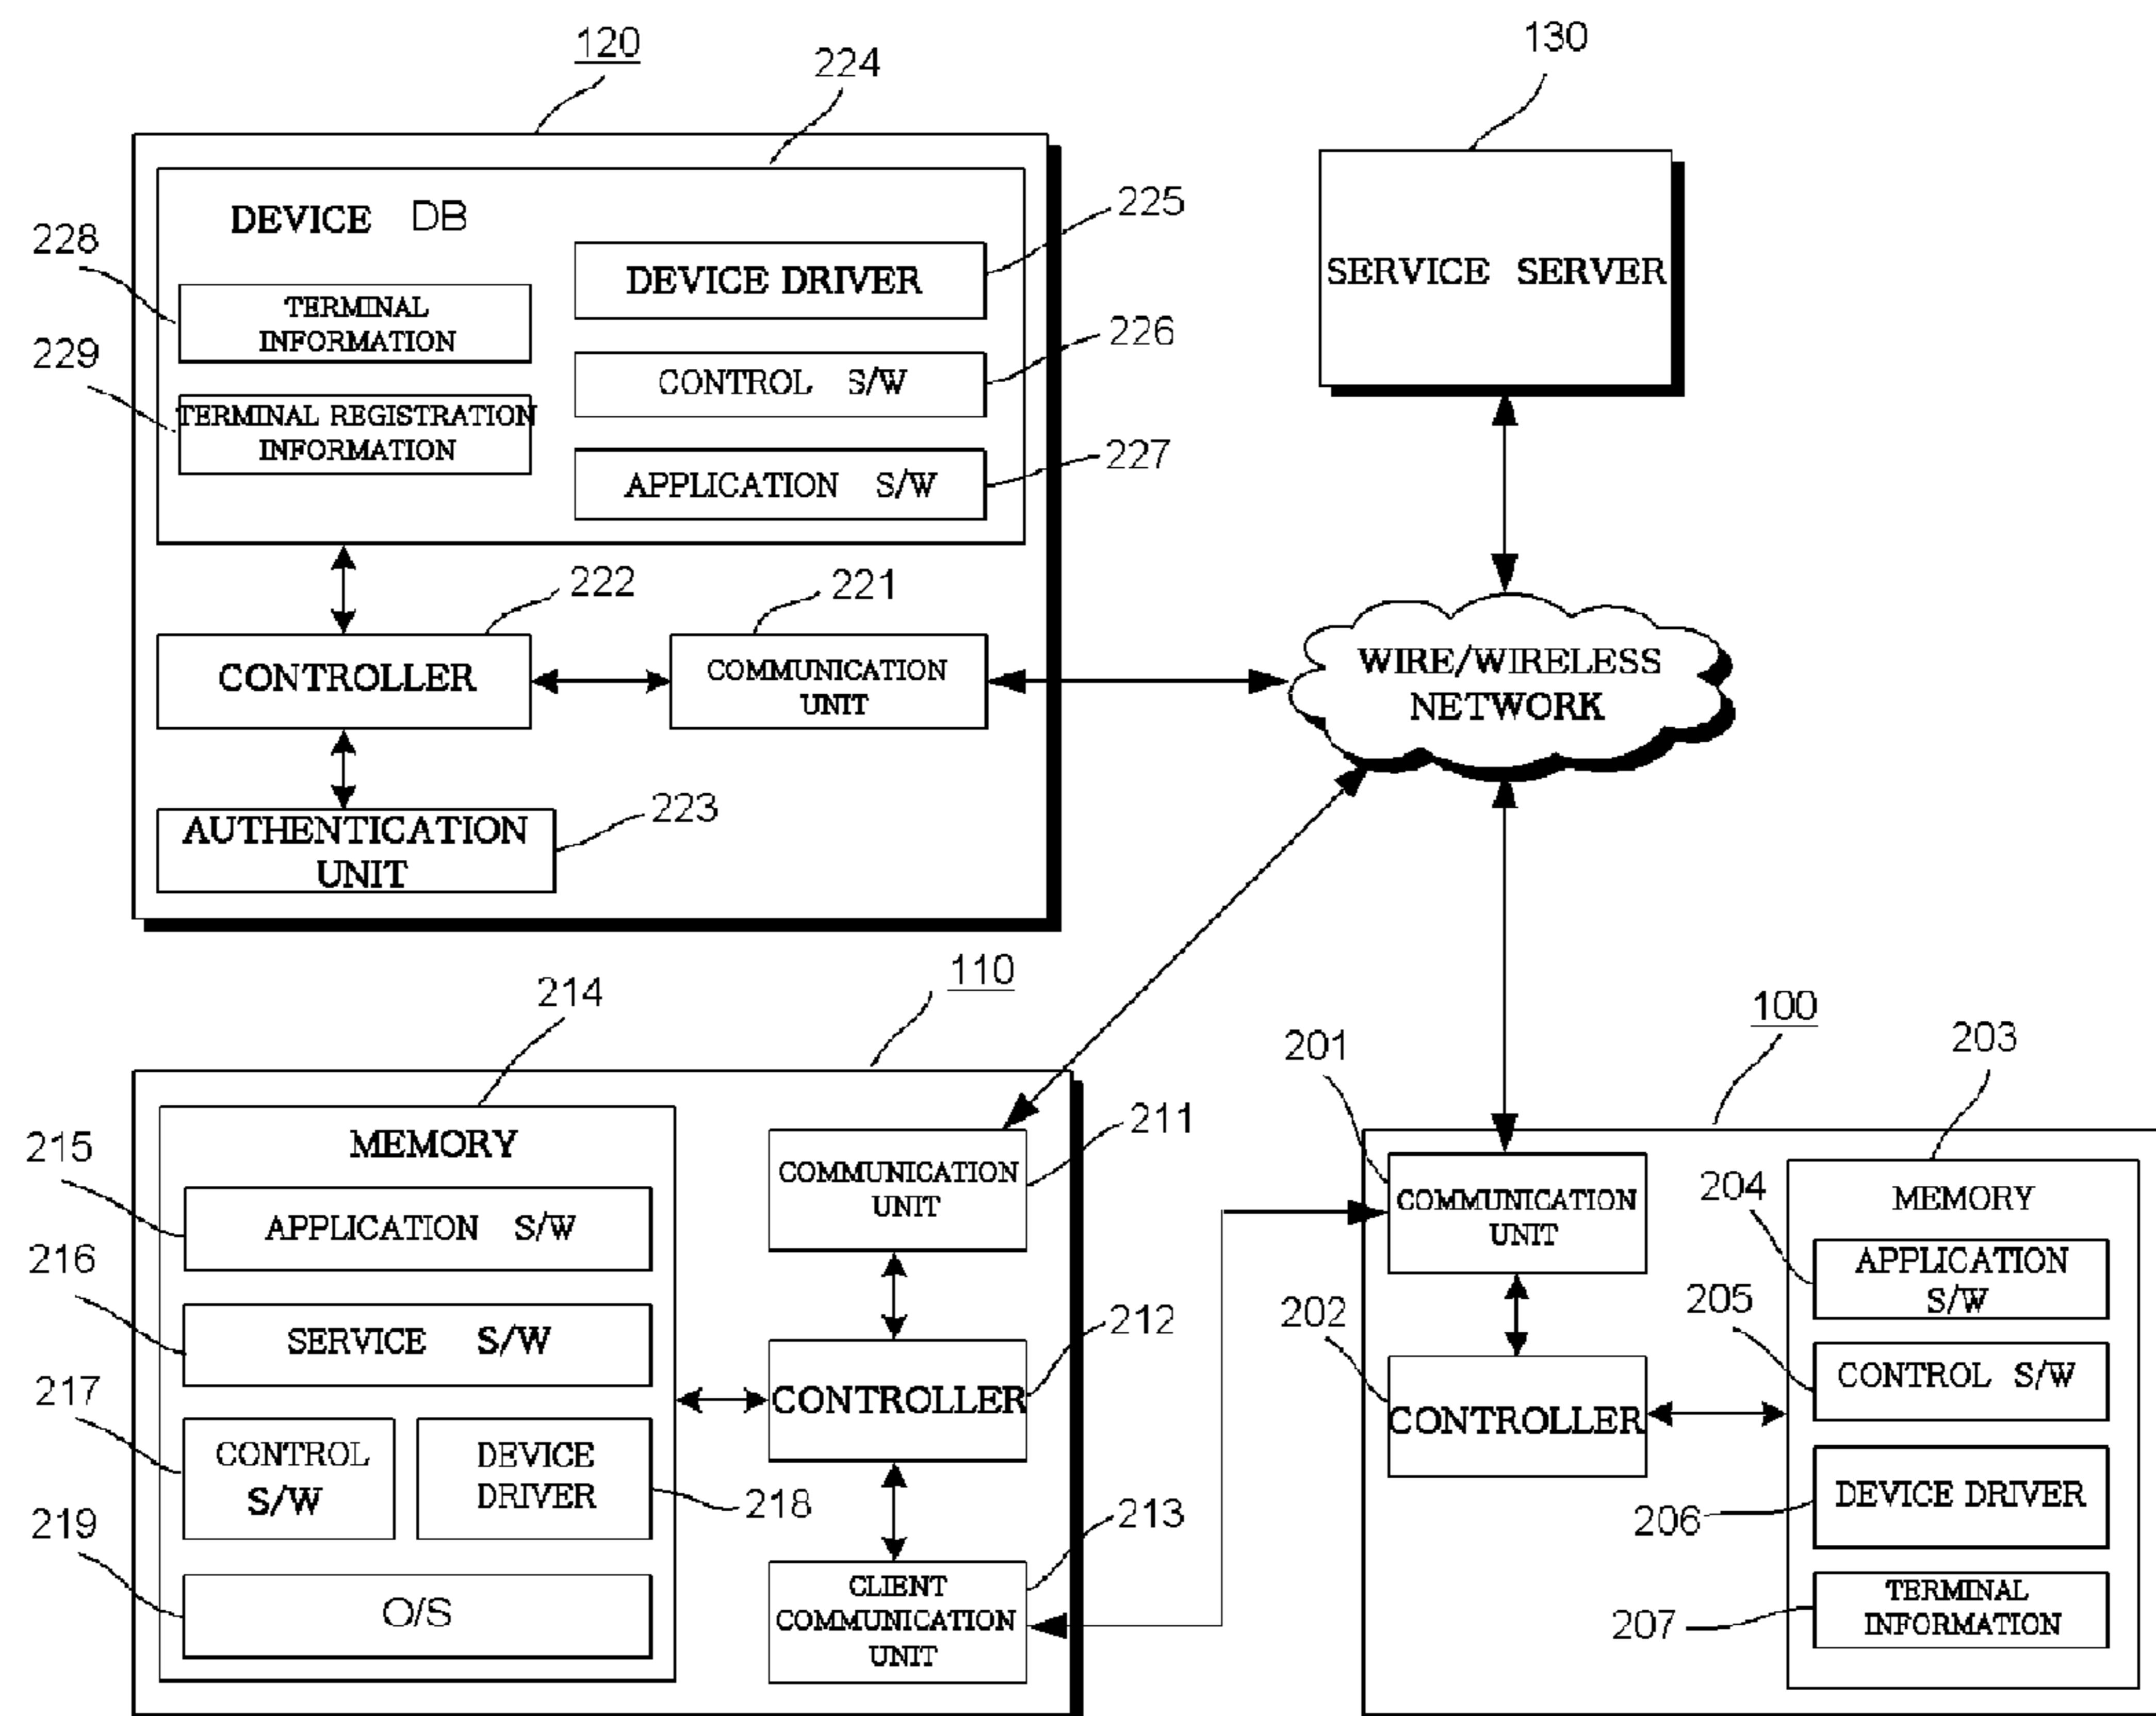 120
224
130
DEVICE DB
228
TERMINAL
INFORMATION
229
TERMINAL REGISTRATION
INFORMATION
DEVICE DRIVER
225
CONTROL S/W
226
APPLICATION S/W
227
SERVICE SERVER
222
221
CONTROLLER
COMMUNICATION
UNIT
WIRE/WIRELESS
NETWORK
AUTHENTICATION
UNIT
223
214
110
MEMORY
215
APPLICATION S/W
216
SERVICE S/W
217
CONTROL
S/W
DEVICE
DRIVER
218
219
O/S
COMMUNICATION
UNIT
211
CONTROLLER
212
CLIENT
COMMUNICATION
UNIT
213
100
201
203
COMMUNICATION
UNIT
202
CONTROLLER
MEMORY
204
APPLICATION
S/W
205
CONTROL S/W
206
DEVICE DRIVER
207
TERMINAL
INFORMATION